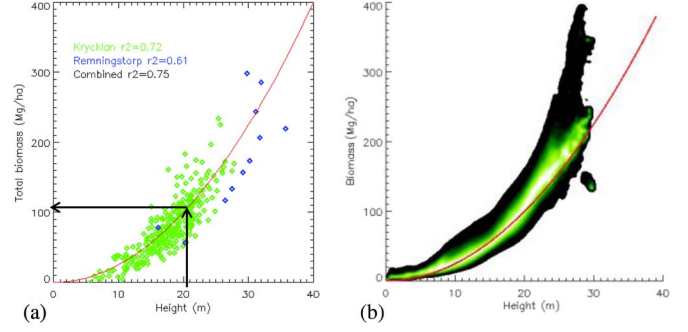 400
300
200
100
0
Total biomass (Mg/ha)
Krycklan r2=0.72
Remningstorp r2=0.61
Combined r2=0.75
0 10 20 30 40
Height (m)
(a)
400
300
200
100
0
Biomass (Mg/ha)
0 10 20 30 40
Height (m)
(b)